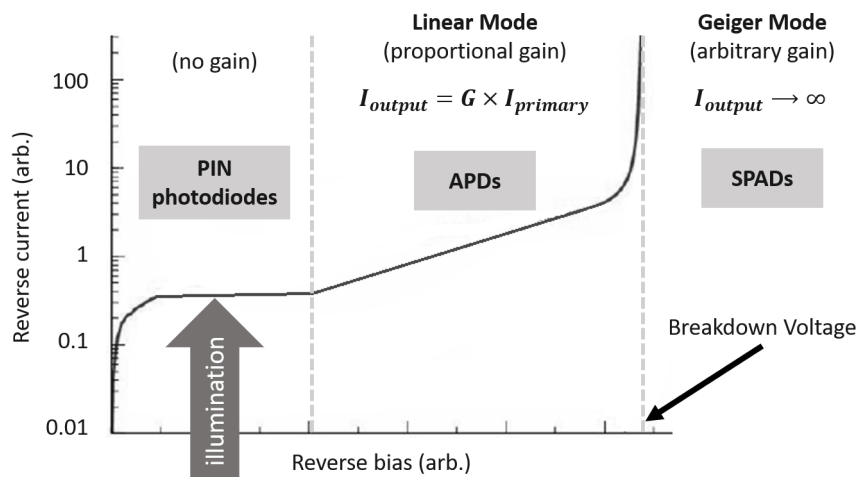 Linear Mode
(proportional gain)
Geiger Mode
(arbitrary gain)
(no gain)
I_output = G × I_primary
I_output → ∞
PIN
photodiodes
APDs
SPADs
100
10
1
0.1
0.01
Reverse current (arb.)
illumination
Breakdown Voltage
Reverse bias (arb.)